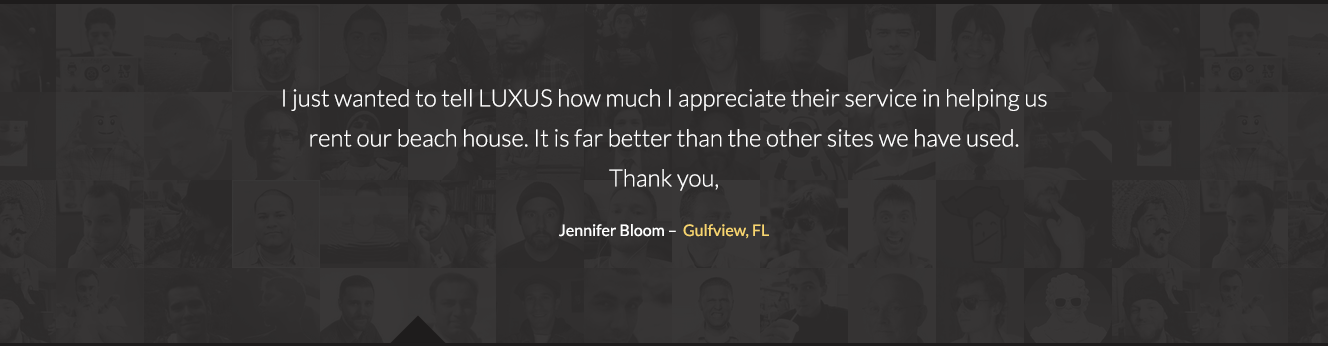 I just wanted to tell LUXUS how much I appreciate their service in helping us
rent our beach house. It is far better than the other sites we have used.
Thank you,
Jennifer Bloom – Gulfview, FL